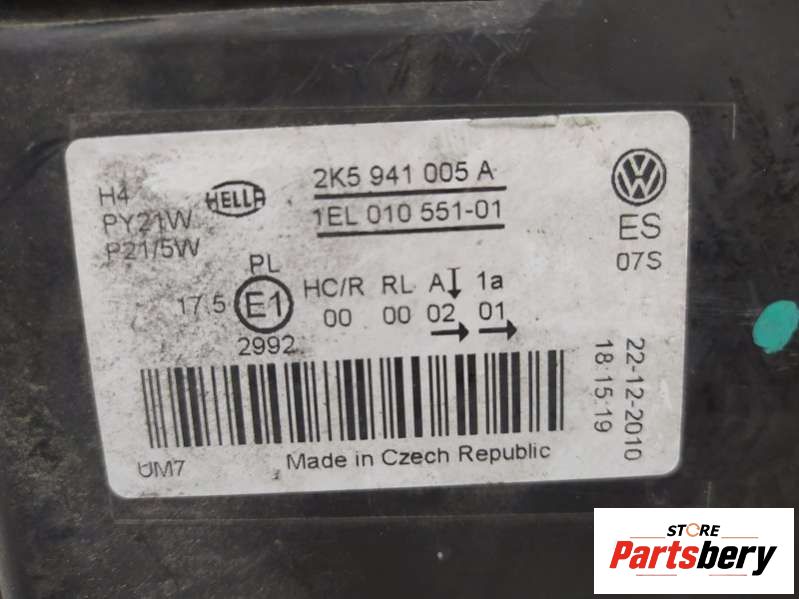 H4
PY21W
P21/5W
HELLA
2K5 941 005 A
1EL 010 551-01
ES
07S
PL
17.5 E1
2992
HC/R RL A 1a
00 00 02 01
22-12-2010
18:15:19
UM7
Made in Czech Republic
STORE
Partsbery